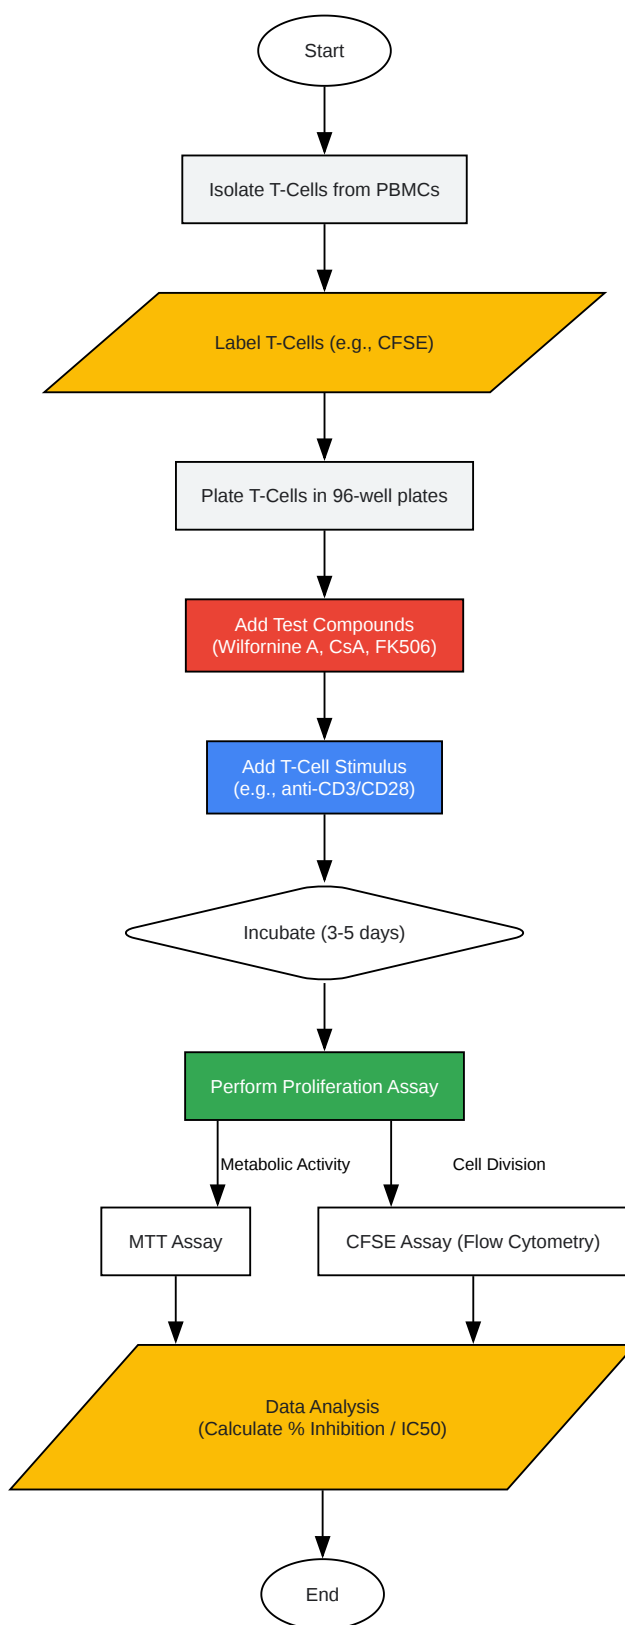 Start
Isolate T-Cells from PBMCs
Label T-Cells (e.g., CFSE)
Plate T-Cells in 96-well plates
Add Test Compounds
(Wilfornine A, CsA, FK506)
Add T-Cell Stimulus
(e.g., anti-CD3/CD28)
Incubate (3-5 days)
Perform Proliferation Assay
Metabolic Activity
Cell Division
MTT Assay
CFSE Assay (Flow Cytometry)
Data Analysis
(Calculate % Inhibition / IC50)
End